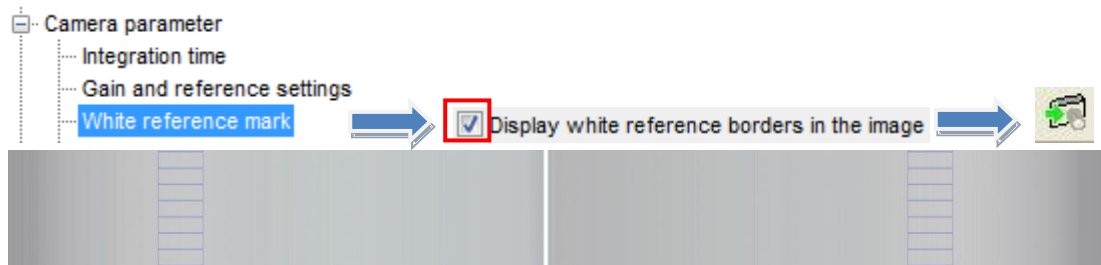 Camera parameter
Integration time
Gain and reference settings
White reference mark
Display white reference borders in the image